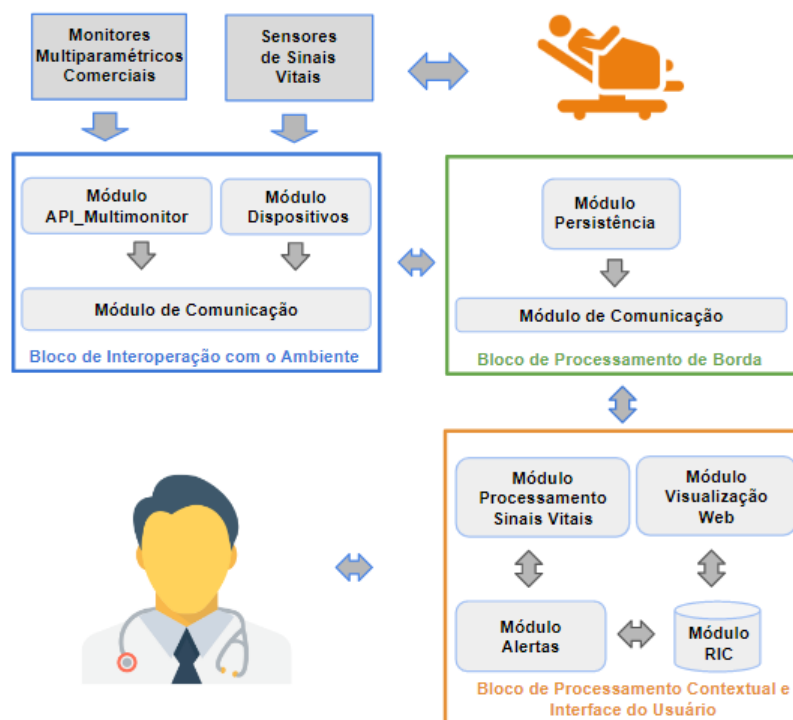 Monitores
Multiparamétricos
Comerciais
Sensores
de Sinais
Vitais
Módulo
API_Multimonitor
Módulo
Dispositivos
Módulo de Comunicação
Bloco de Interoperação com o Ambiente
Módulo
Persistência
Módulo de Comunicação
Bloco de Processamento de Borda
Módulo
Processamento
Sinais Vitais
Módulo
Visualização
Web
Módulo
Alertas
Módulo
RIC
Bloco de Processamento Contextual e
Interface do Usuário